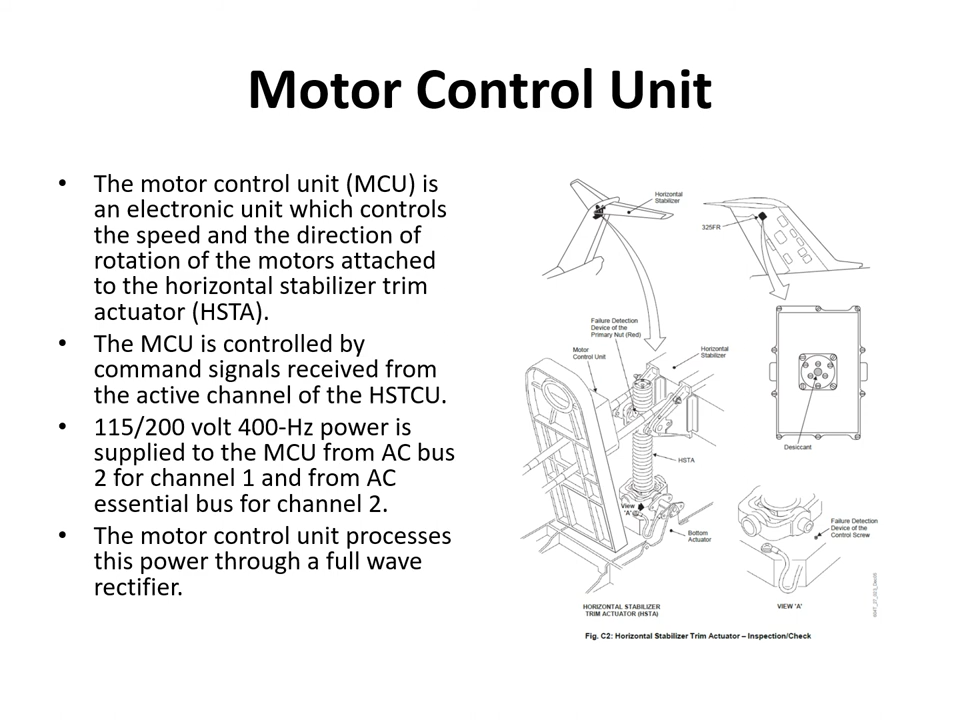 Motor Control Unit
• The motor control unit (MCU) is
an electronic unit which controls
the speed and the direction of
rotation of the motors attached
to the horizontal stabilizer trim
actuator (HSTA).
• The MCU is controlled by
command signals received from
the active channel of the HSTCU.
• 115/200 volt 400-Hz power is
supplied to the MCU from AC bus
2 for channel 1 and from AC
essential bus for channel 2.
• The motor control unit processes
this power through a full wave
rectifier.
Horizontal
Stabilizer
325FR
Failure Detection
Device of the
Primary Nut (Red)
Motor
Control Unit
Horizontal
Stabilizer
Desiccant
HSTA
View
'A'
Bottom
Actuator
Failure Detection
Device of the
Control Screw
HORIZONTAL STABILIZER
TRIM ACTUATOR (HSTA)
VIEW 'A'
Fig. C2: Horizontal Stabilizer Trim Actuator – Inspection/Check